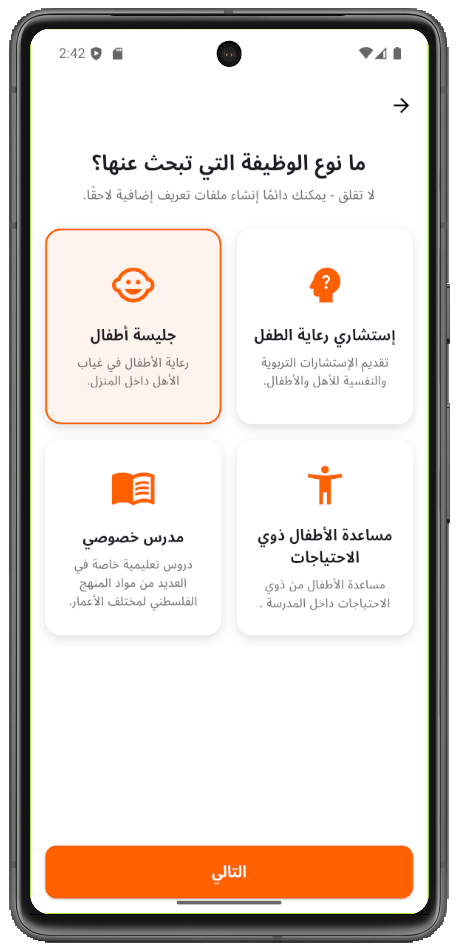 2:42
ما نوع الوظيفة التي تبحث عنها؟
لا تقلق - يمكنك دائمًا إنشاء ملفات تعريف إضافية لاحقًا.
إستشاري رعاية الطفل
تقديم الإستشارات التربوية
والنفسية للأهل والأطفال.
جليسة أطفال
رعاية الأطفال في غياب
الأهل داخل المنزل.
مساعدة الأطفال ذوي
الاحتياجات
مساعدة الأطفال من ذوي
الاحتياجات داخل المدرسة .
مدرس خصوصي
دروس تعليمية خاصة في
العديد من مواد المنهج
الفلسطني لمختلف الأعمار.
التالي